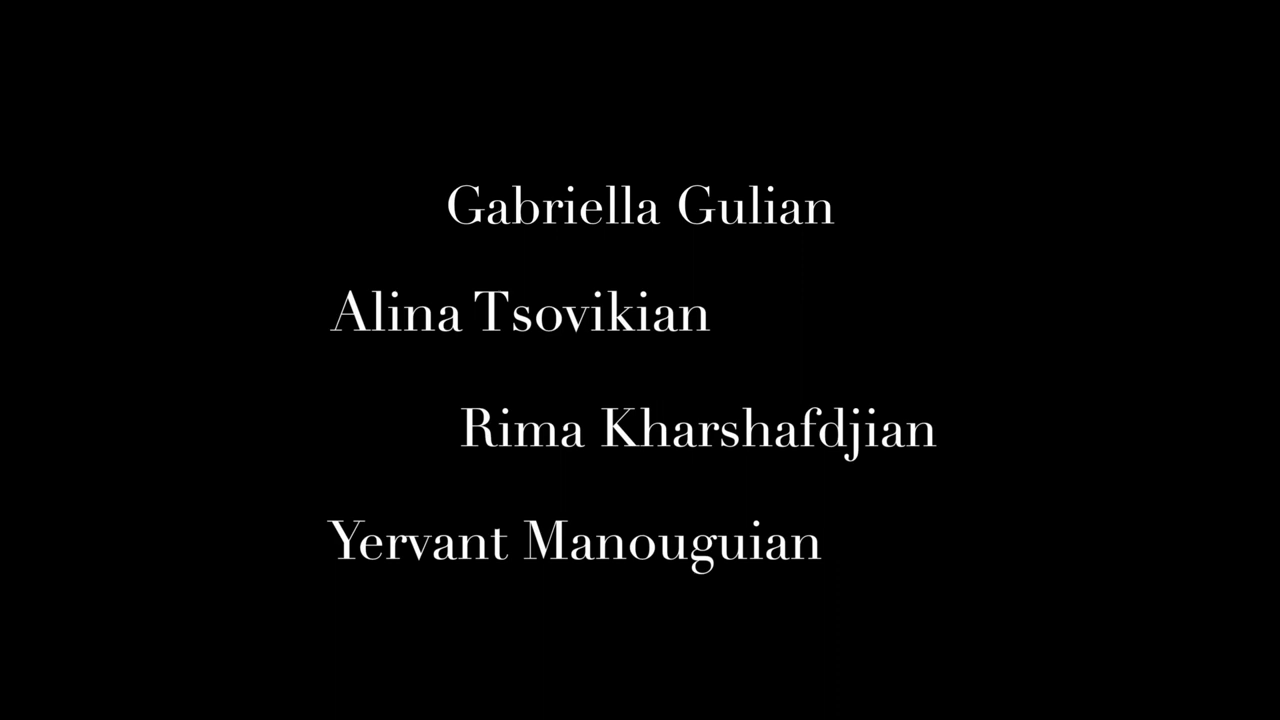 Gabriella Gulian
Alina Tsovikian
Rima Kharshafdjian
Yervant Manouguian